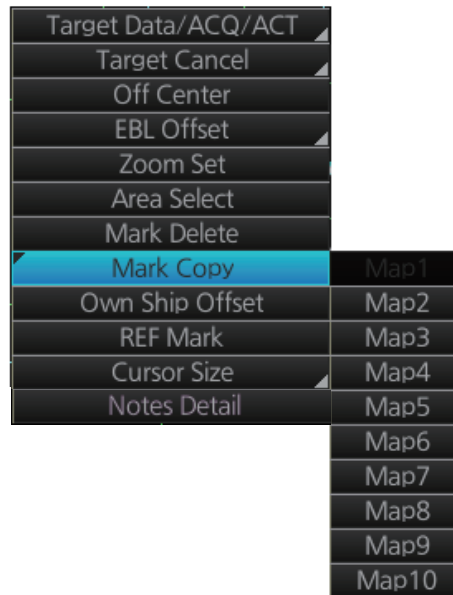 Target Data/ACQ/ACT
Target Cancel
Off Center
EBL Offset
Zoom Set
Area Select
Mark Delete
Mark Copy
Own Ship Offset
REF Mark
Cursor Size
Notes Detail
Map1
Map2
Map3
Map4
Map5
Map6
Map7
Map8
Map9
Map10